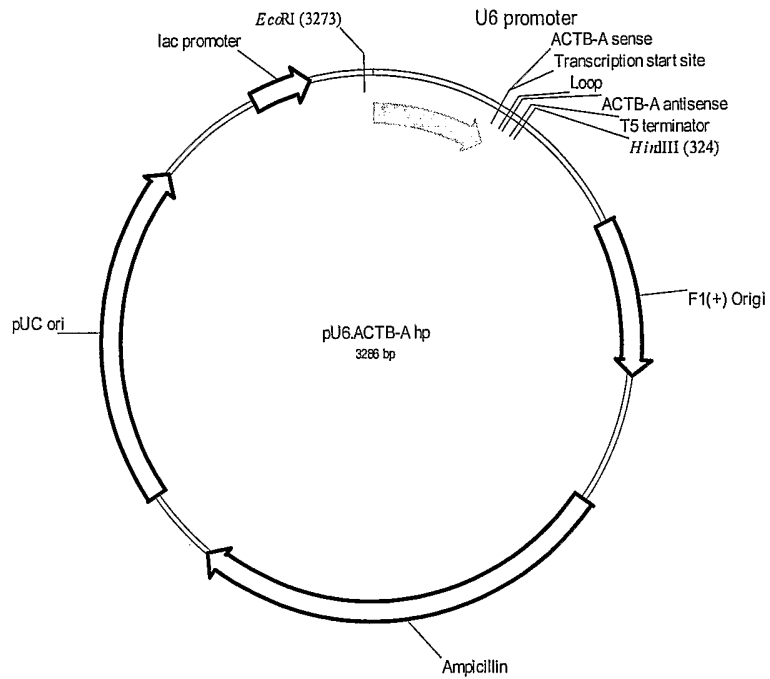 EcoRI (3273)
U6 promoter
lac promoter
ACTB-A sense
Transcription start site
Loop
ACTB-A antisense
T5 terminator
HindIII (324)
F1(+) Origi
pUC ori
pU6.ACTB-A hp
3286 bp
Ampicillin